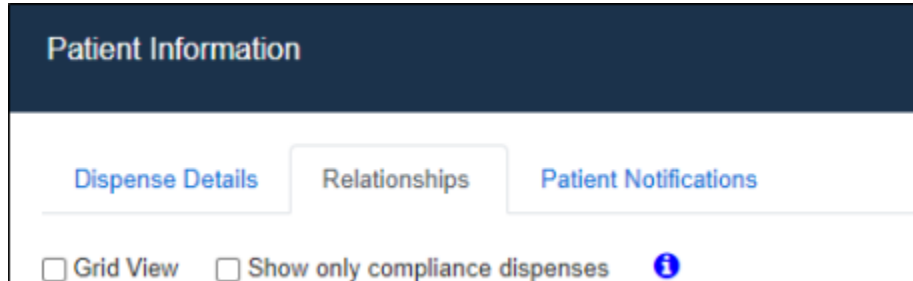 Patient Information
Dispense Details Relationships Patient Notifications
Grid View Show only compliance dispenses